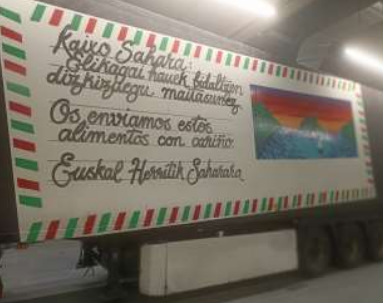 Kaixo Sahara:
Elikagai hauek bidaltzen
dizkizuegu maitasunez
Os enviamos estos
alimentos con cariño
Euskal Herritik Saharara